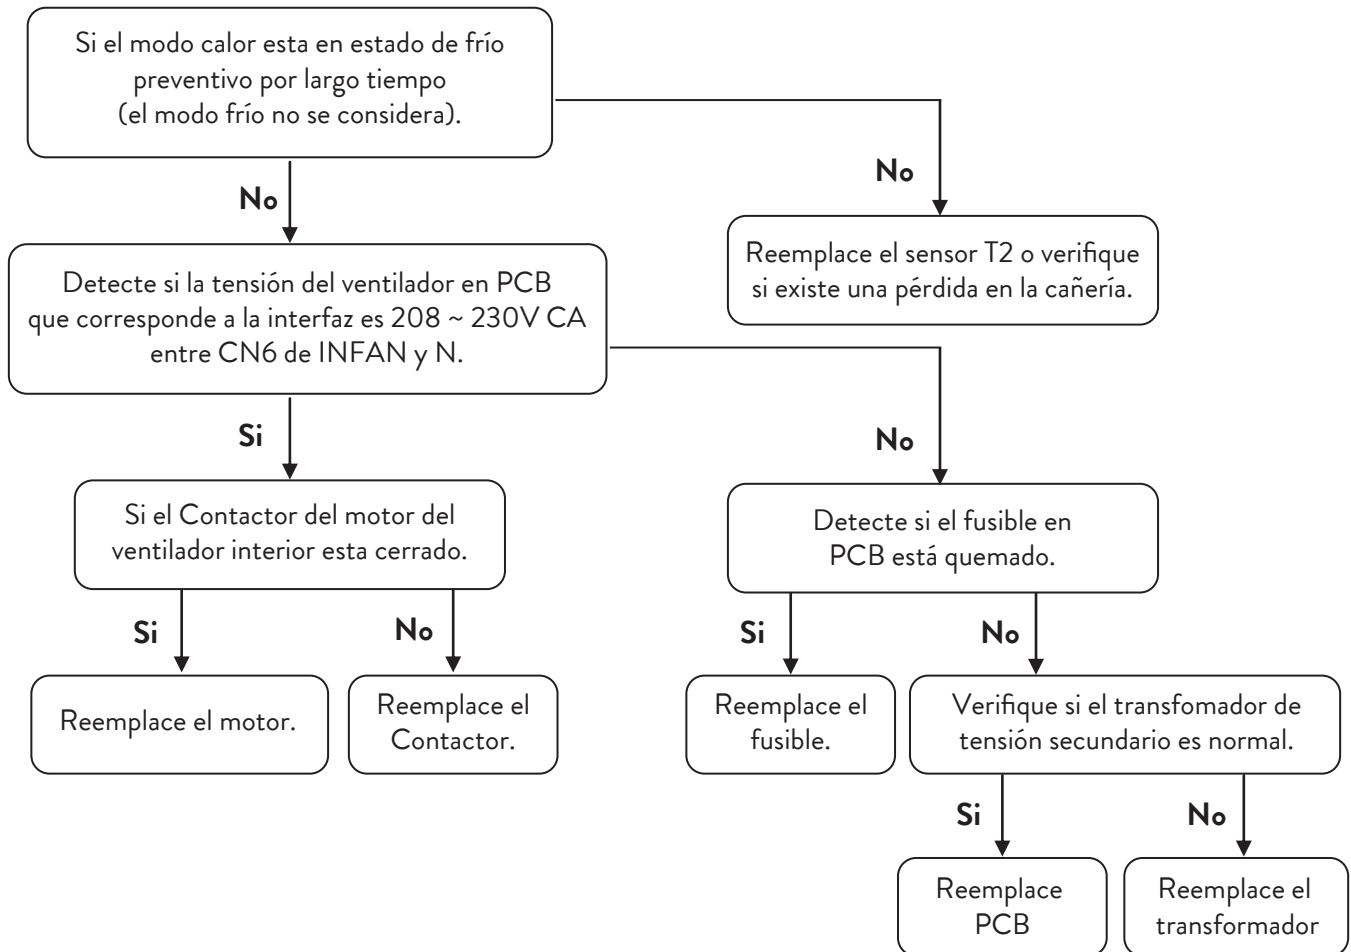 Si el modo calor esta en estado de frío
preventivo por largo tiempo
(el modo frío no se considera).
No
No
Reemplace el sensor T2 o verifique
si existe una pérdida en la cañería.
Detecte si la tensión del ventilador en PCB
que corresponde a la interfaz es 208 ~ 230V CA
entre CN6 de INFAN y N.
Si
No
Si el Contactor del motor del
ventilador interior esta cerrado.
Detecte si el fusible en
PCB está quemado.
Si
No
Si
No
Reemplace el motor.
Reemplace el
Contactor.
Reemplace el
fusible.
Verifique si el transfomador de
tensión secundario es normal.
Si
No
Reemplace
PCB
Reemplace el
transformador